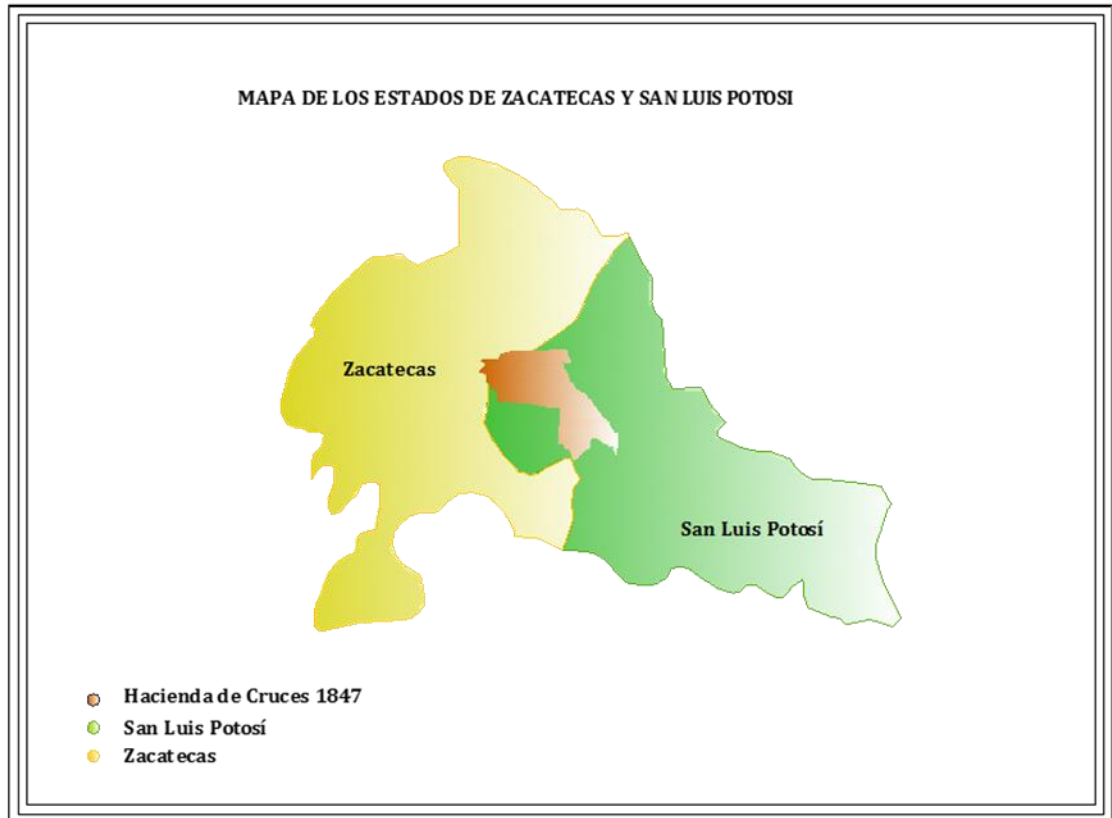 MAPA DE LOS ESTADOS DE ZACATECAS Y SAN LUIS POTOSI
Zacatecas
San Luis Potosí
Hacienda de Cruces 1847
San Luis Potosí
Zacatecas